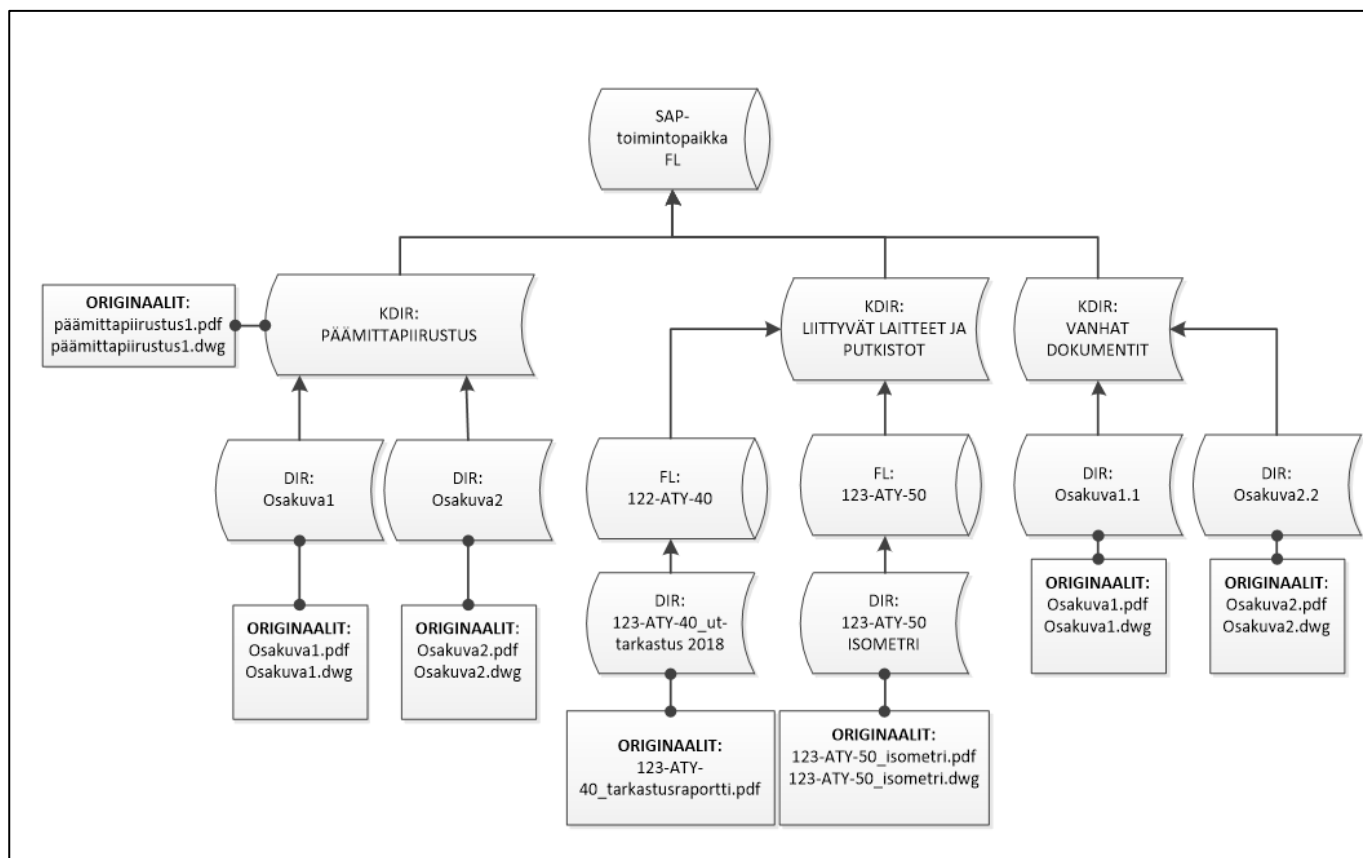 SAP-
toimintopaikka
FL
ORIGINAALIT:
päämittapiirustus1.pdf
päämittapiirustus1.dwg
KDIR:
PÄÄMITTAPIIRUSTUS
KDIR:
LIITTYVÄT LAITTEET JA
PUTKISTOT
KDIR:
VANHAT
DOKUMENTIT
DIR:
Osakuva1
DIR:
Osakuva2
FL:
122-ATY-40
FL:
123-ATY-50
DIR:
Osakuva1.1
DIR:
Osakuva2.2
ORIGINAALIT:
Osakuva1.pdf
Osakuva1.dwg
ORIGINAALIT:
Osakuva2.pdf
Osakuva2.dwg
DIR:
123-ATY-40_ut-
tarkastus 2018
DIR:
123-ATY-50
ISOMETRI
ORIGINAALIT:
Osakuva1.pdf
Osakuva1.dwg
ORIGINAALIT:
Osakuva2.pdf
Osakuva2.dwg
ORIGINAALIT:
123-ATY-
40_tarkastusraportti.pdf
ORIGINAALIT:
123-ATY-50_isometri.pdf
123-ATY-50_isometri.dwg